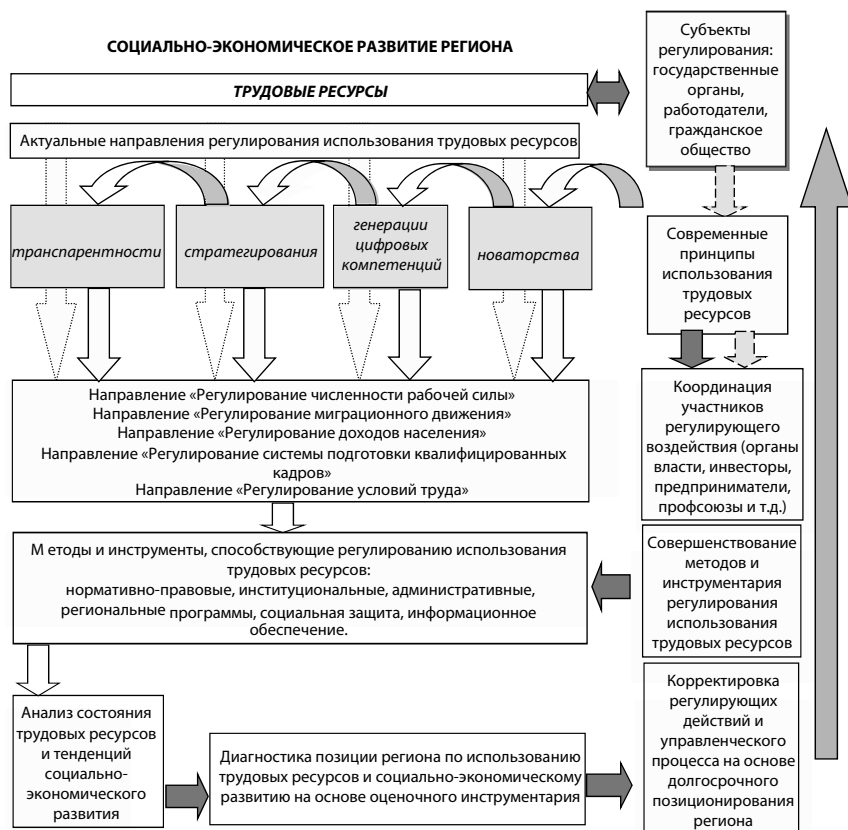 СОЦИАЛЬНО-ЭКОНОМИЧЕСКОЕ РАЗВИТИЕ РЕГИОНА
ТРУДОВЫЕ РЕСУРСЫ
Субъекты
регулирования:
государственные
органы,
работодатели,
гражданское
общество
Актуальные направления регулирования использования трудовых ресурсов
транспарентности
стратегирования
генерации
цифровых
компетенций
новаторства
Современные
принципы
использования
трудовых
ресурсов
Направление «Регулирование численности рабочей силы»
Направление «Регулирование миграционного движения»
Направление «Регулирование доходов населения»
Направление «Регулирование системы подготовки квалифицированных
кадров»
Направление «Регулирование условий труда»
Координация
участников
регулирующего
воздействия (органы
власти, инвесторы,
предприниматели,
профсоюзы и т.д.)
М етоды и инструменты, способствующие регулированию использования
трудовых ресурсов:
нормативно-правовые, институциональные, административные,
региональные программы, социальная защита, информационное
обеспечение.
Совершенствование
методов и
инструментария
регулирования
использования
трудовых ресурсов
Анализ состояния
трудовых ресурсов
и тенденций
социально-
экономического
развития
Диагностика позиции региона по использованию
трудовых ресурсов и социально-экономическому
развитию на основе оценочного инструментария
Корректировка
регулирующих
действий и
управленческого
процесса на основе
долгосрочного
позиционирования
региона